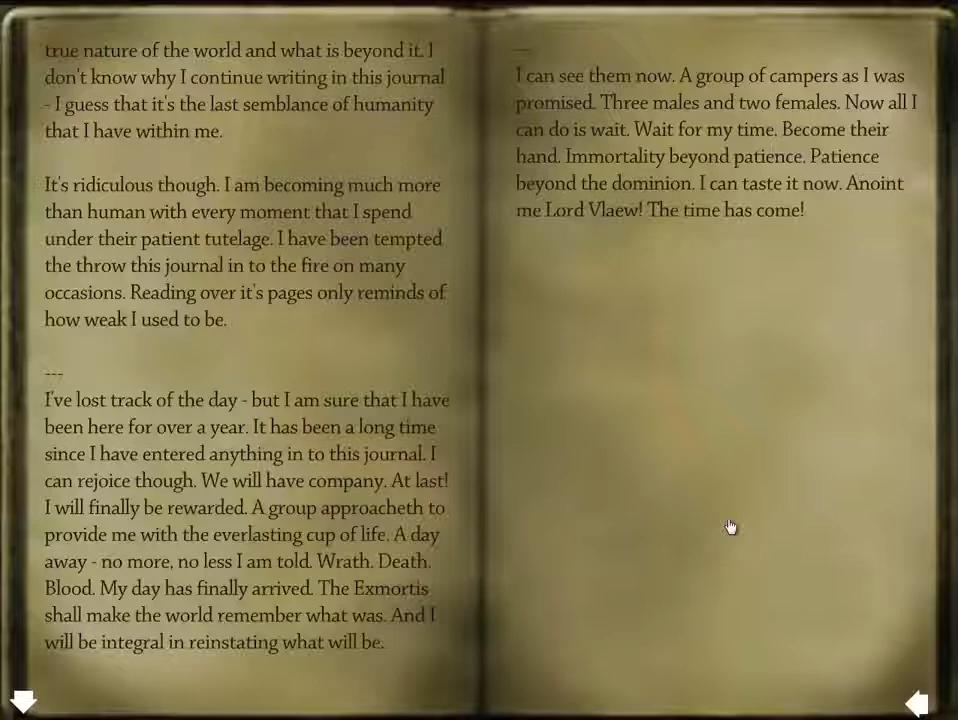 true nature of the world and what is beyond it. I
don't know why I continue writing in this journal
- I guess that it's the last semblance of humanity
that I have within me.
It's ridiculous though. I am becoming much more
than human with every moment that I spend
under their patient tutelage. I have been tempted
the throw this journal in to the fire on many
occasions. Reading over it's pages only reminds of
how weak I used to be.
---
I've lost track of the day - but I am sure that I have
been here for over a year. It has been a long time
since I have entered anything in to this journal. I
can rejoice though. We will have company. At last!
I will finally be rewarded. A group approacheth to
provide me with the everlasting cup of life. A day
away - no more, no less I am told. Wrath. Death.
Blood. My day has finally arrived. The Exmortis
shall make the world remember what was. And I
will be integral in reinstating what will be.
---
I can see them now. A group of campers as I was
promised. Three males and two females. Now all I
can do is wait. Wait for my time. Become their
hand. Immortality beyond patience. Patience
beyond the dominion. I can taste it now. Anoint
me Lord Vlaew! The time has come!